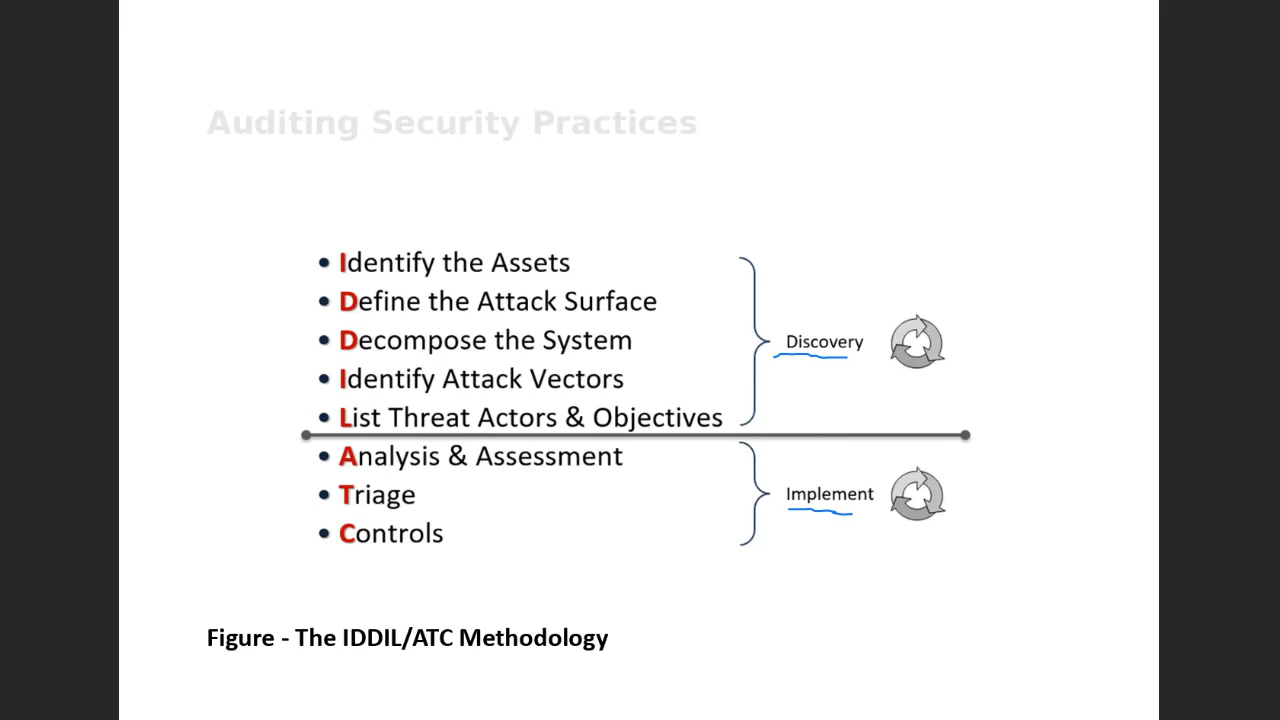 Auditing Security Practices
• Identify the Assets
• Define the Attack Surface
• Decompose the System
• Identify Attack Vectors
• List Threat Actors & Objectives
Discovery
• Analysis & Assessment
• Triage
• Controls
Implement
Figure - The IDDIL/ATC Methodology